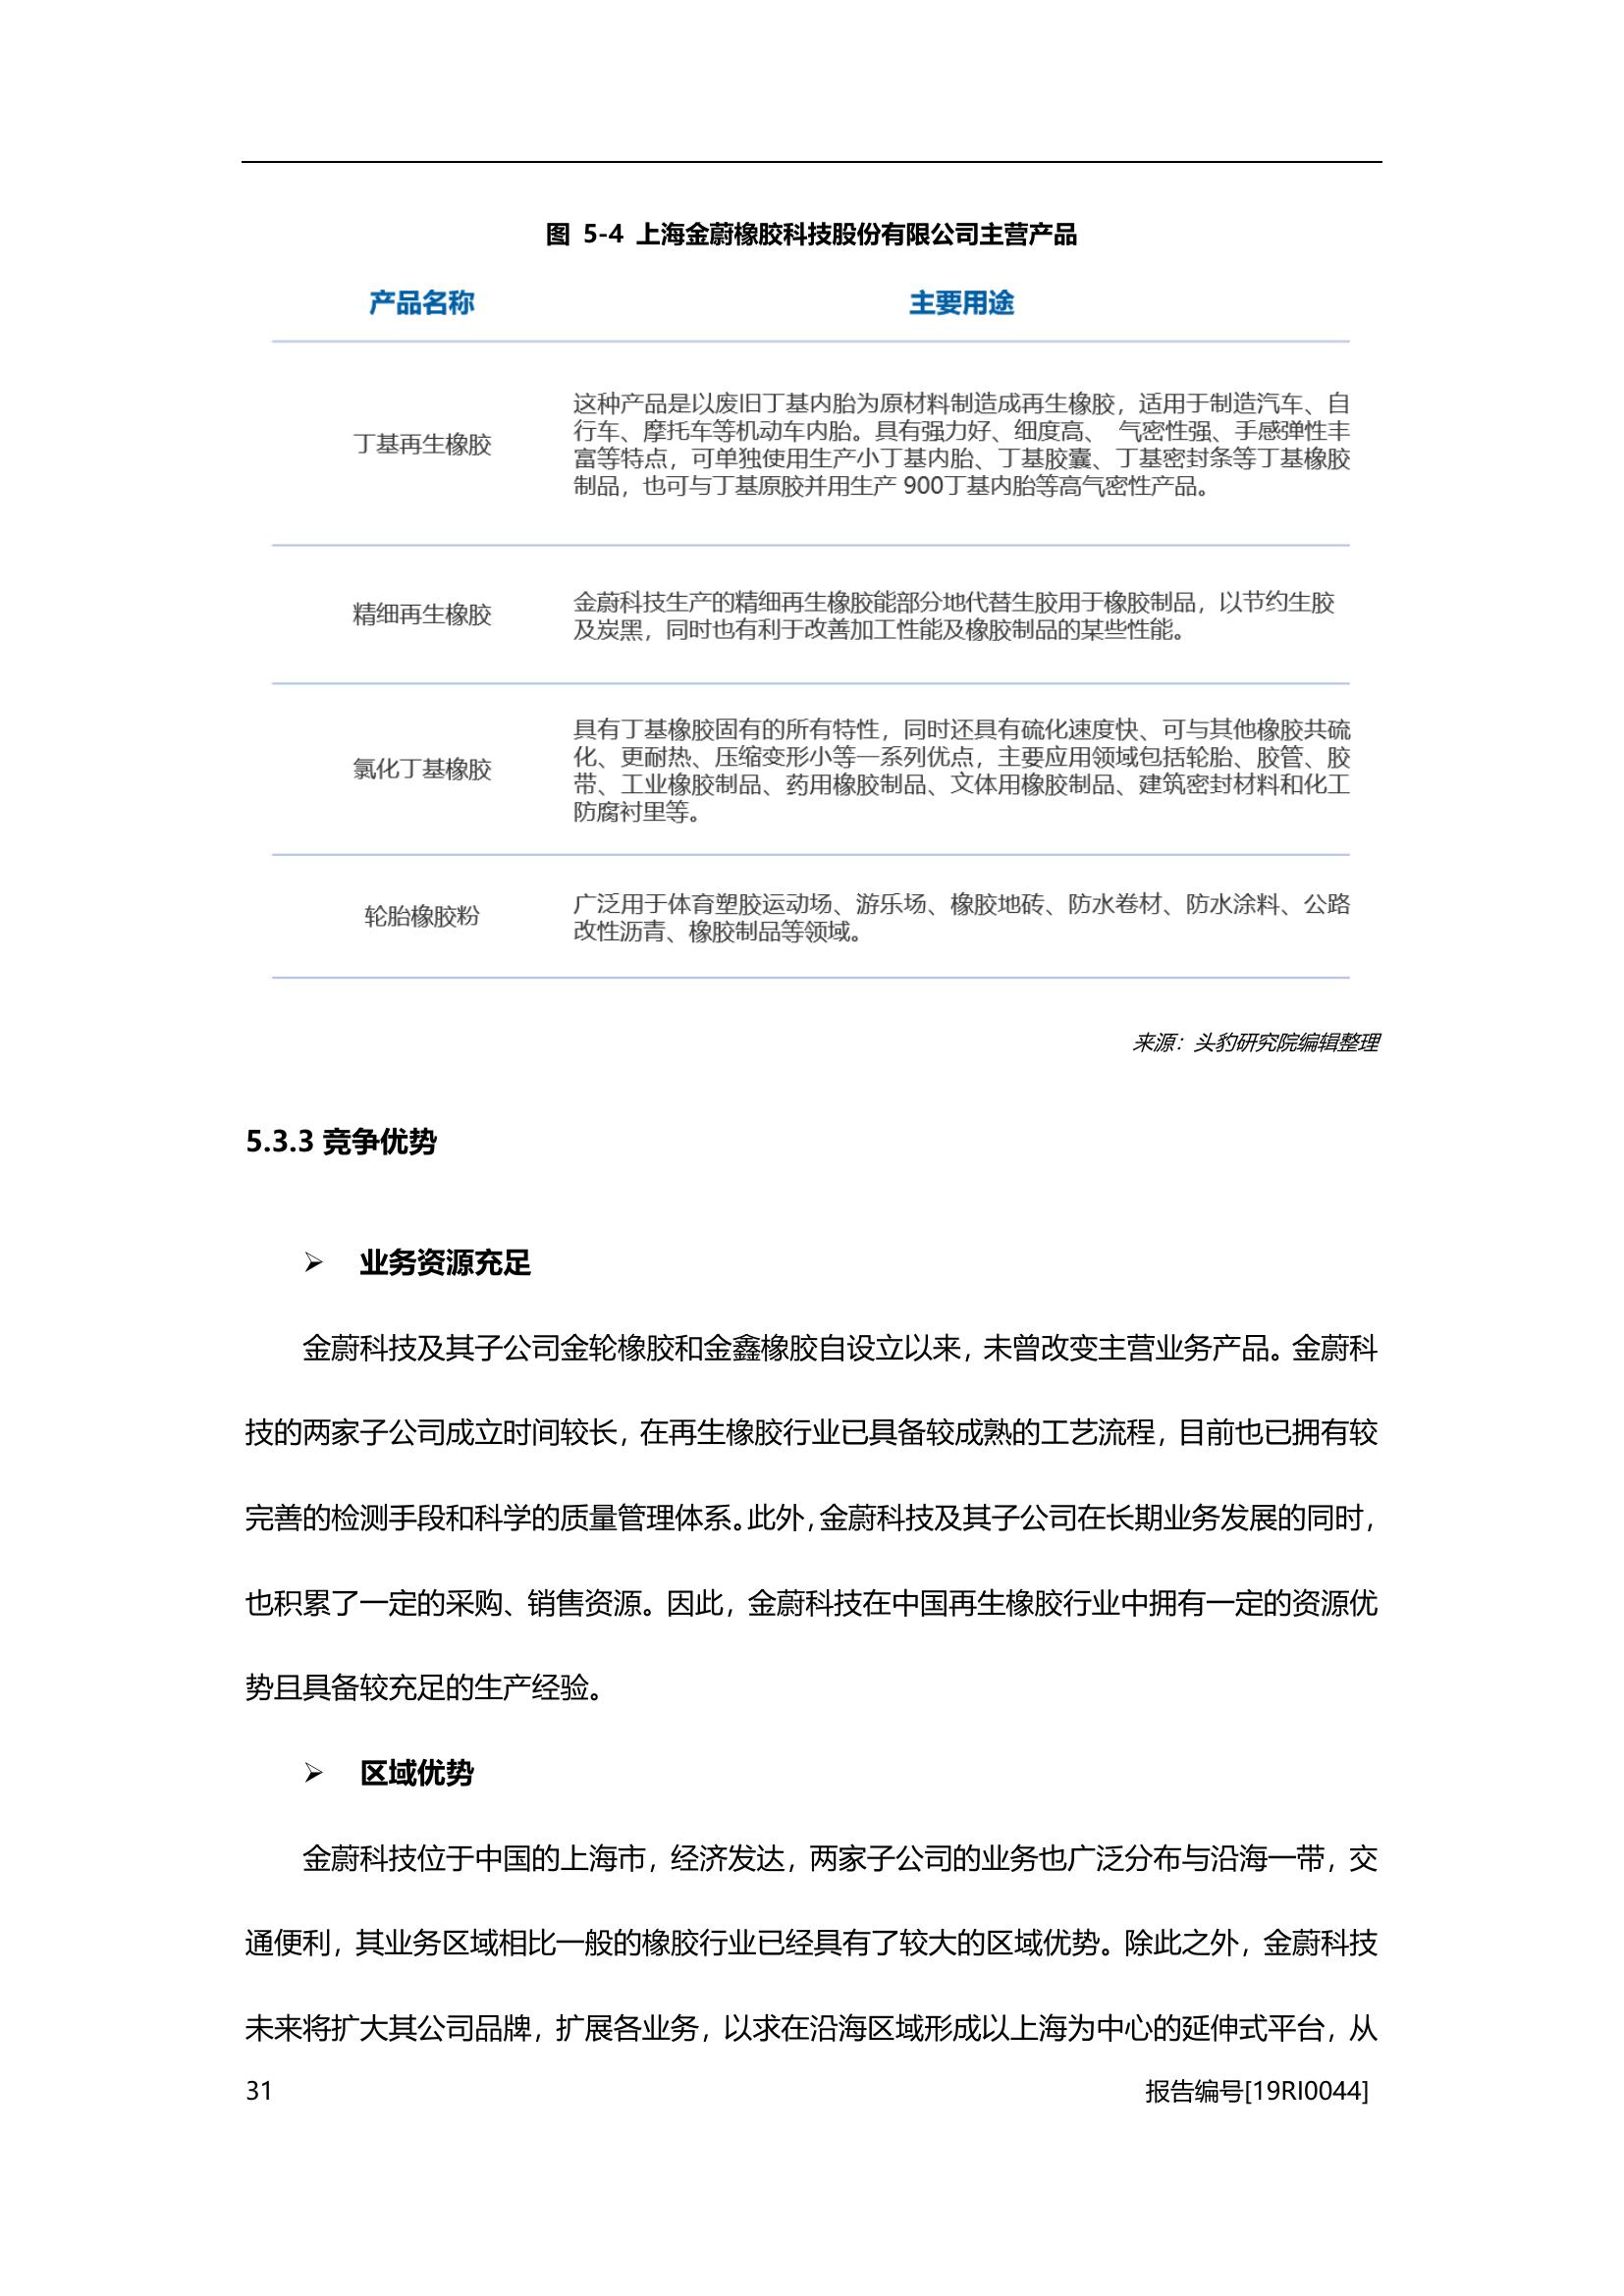 图 5-4 上海金蔚橡胶科技股份有限公司主营产品
产品名称 主要用途
丁基再生橡胶
这种产品是以废旧丁基内胎为原材料制造成再生橡胶，适用于制造汽车、自
行车、摩托车等机动车内胎。具有强力好、细度高、 气密性强、手感弹性丰
富等特点，可单独使用生产小丁基内胎、丁基胶囊、丁基密封条等丁基橡胶
制品，也可与丁基原胶并用生产 900丁基内胎等高气密性产品。
精细再生橡胶
金蔚科技生产的精细再生橡胶能部分地代替生胶用于橡胶制品，以节约生胶
及炭黑，同时也有利于改善加工性能及橡胶制品的某些性能。
氯化丁基橡胶
具有丁基橡胶固有的所有特性，同时还具有硫化速度快、可与其他橡胶共硫
化、更耐热、压缩变形小等一系列优点，主要应用领域包括轮胎、胶管、胶
带、工业橡胶制品、药用橡胶制品、文体用橡胶制品、建筑密封材料和化工
防腐衬里等。
轮胎橡胶粉
广泛用于体育塑胶运动场、游乐场、橡胶地砖、防水卷材、防水涂料、公路
改性沥青、橡胶制品等领域。
来源：头豹研究院编辑整理
5.3.3 竞争优势
➢ 业务资源充足
金蔚科技及其子公司金轮橡胶和金鑫橡胶自设立以来，未曾改变主营业务产品。金蔚科
技的两家子公司成立时间较长，在再生橡胶行业已具备较成熟的工艺流程，目前也已拥有较
完善的检测手段和科学的质量管理体系。此外，金蔚科技及其子公司在长期业务发展的同时，
也积累了一定的采购、销售资源。因此，金蔚科技在中国再生橡胶行业中拥有一定的资源优
势且具备较充足的生产经验。
➢ 区域优势
金蔚科技位于中国的上海市，经济发达，两家子公司的业务也广泛分布与沿海一带，交
通便利，其业务区域相比一般的橡胶行业已经具有了较大的区域优势。除此之外，金蔚科技
未来将扩大其公司品牌，扩展各业务，以求在沿海区域形成以上海为中心的延伸式平台，从
31 报告编号[19RI0044]